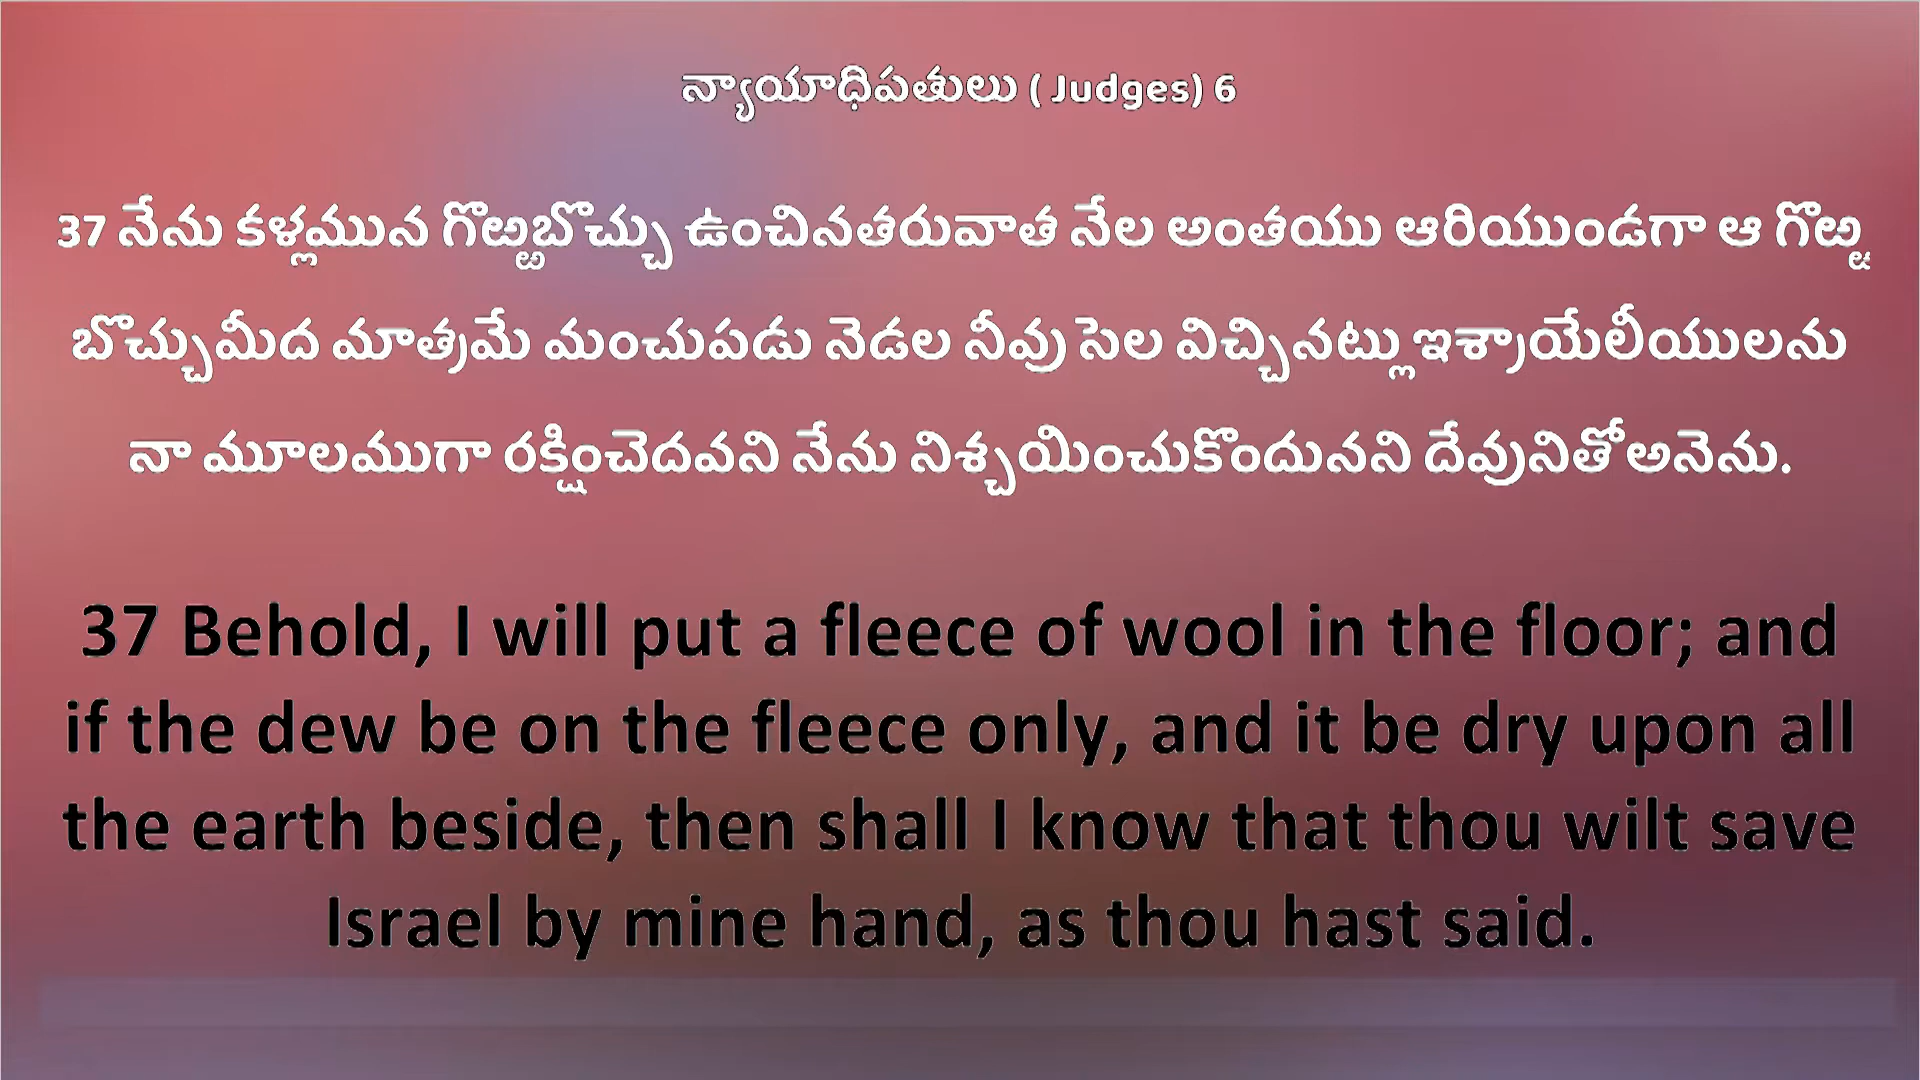 న్యాయాధిపతులు ( Judges) 6
37 నేను కళ్లమున గొఱ్ఱబొచ్చు ఉంచినతరువాత నేల అంతయు ఆరియుండగా ఆ గొఱ్ఱ
బొచ్చుమీద మాత్రమే మంచుపడు నెడల నీవు సెల విచ్చినట్లు ఇశ్రాయేలీయులను
నా మూలముగా రక్షించెదవని నేను నిశ్చయించుకొందునని దేవునితో అనెను.
37 Behold, I will put a fleece of wool in the floor; and
if the dew be on the fleece only, and it be dry upon all
the earth beside, then shall I know that thou wilt save
Israel by mine hand, as thou hast said.